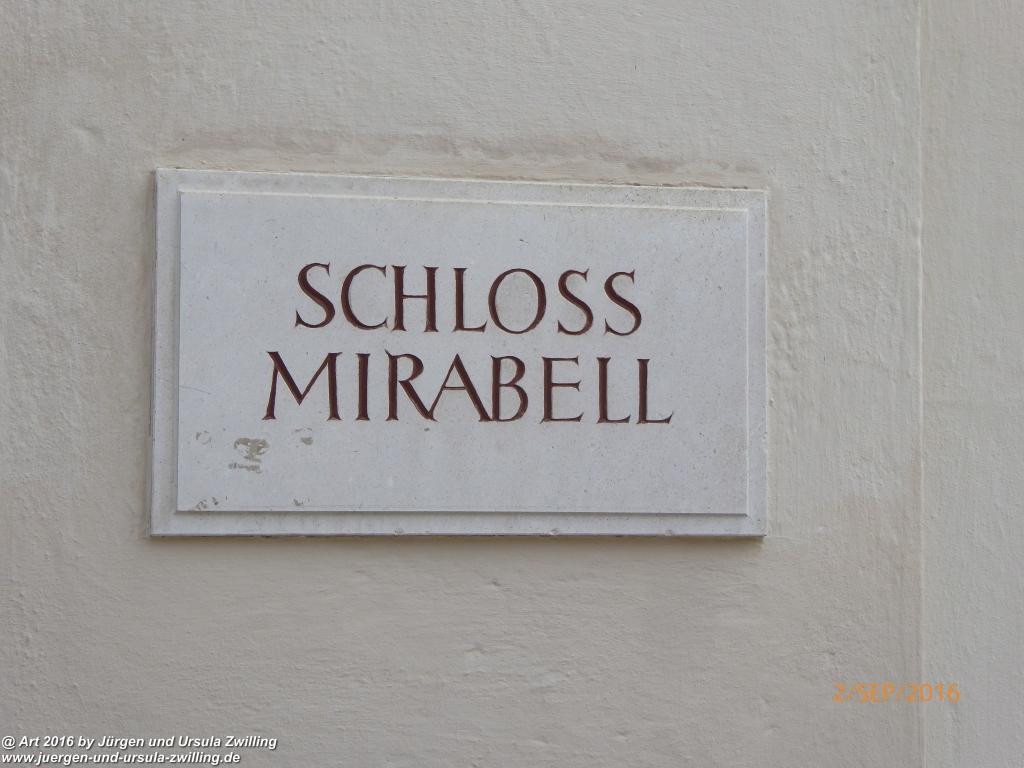 SCHLOSS
MIRABELL
2/SEP/2016
@ Art 2016 by Jürgen und Ursula Zwilling
www.juergen-und-ursula-zwilling.de